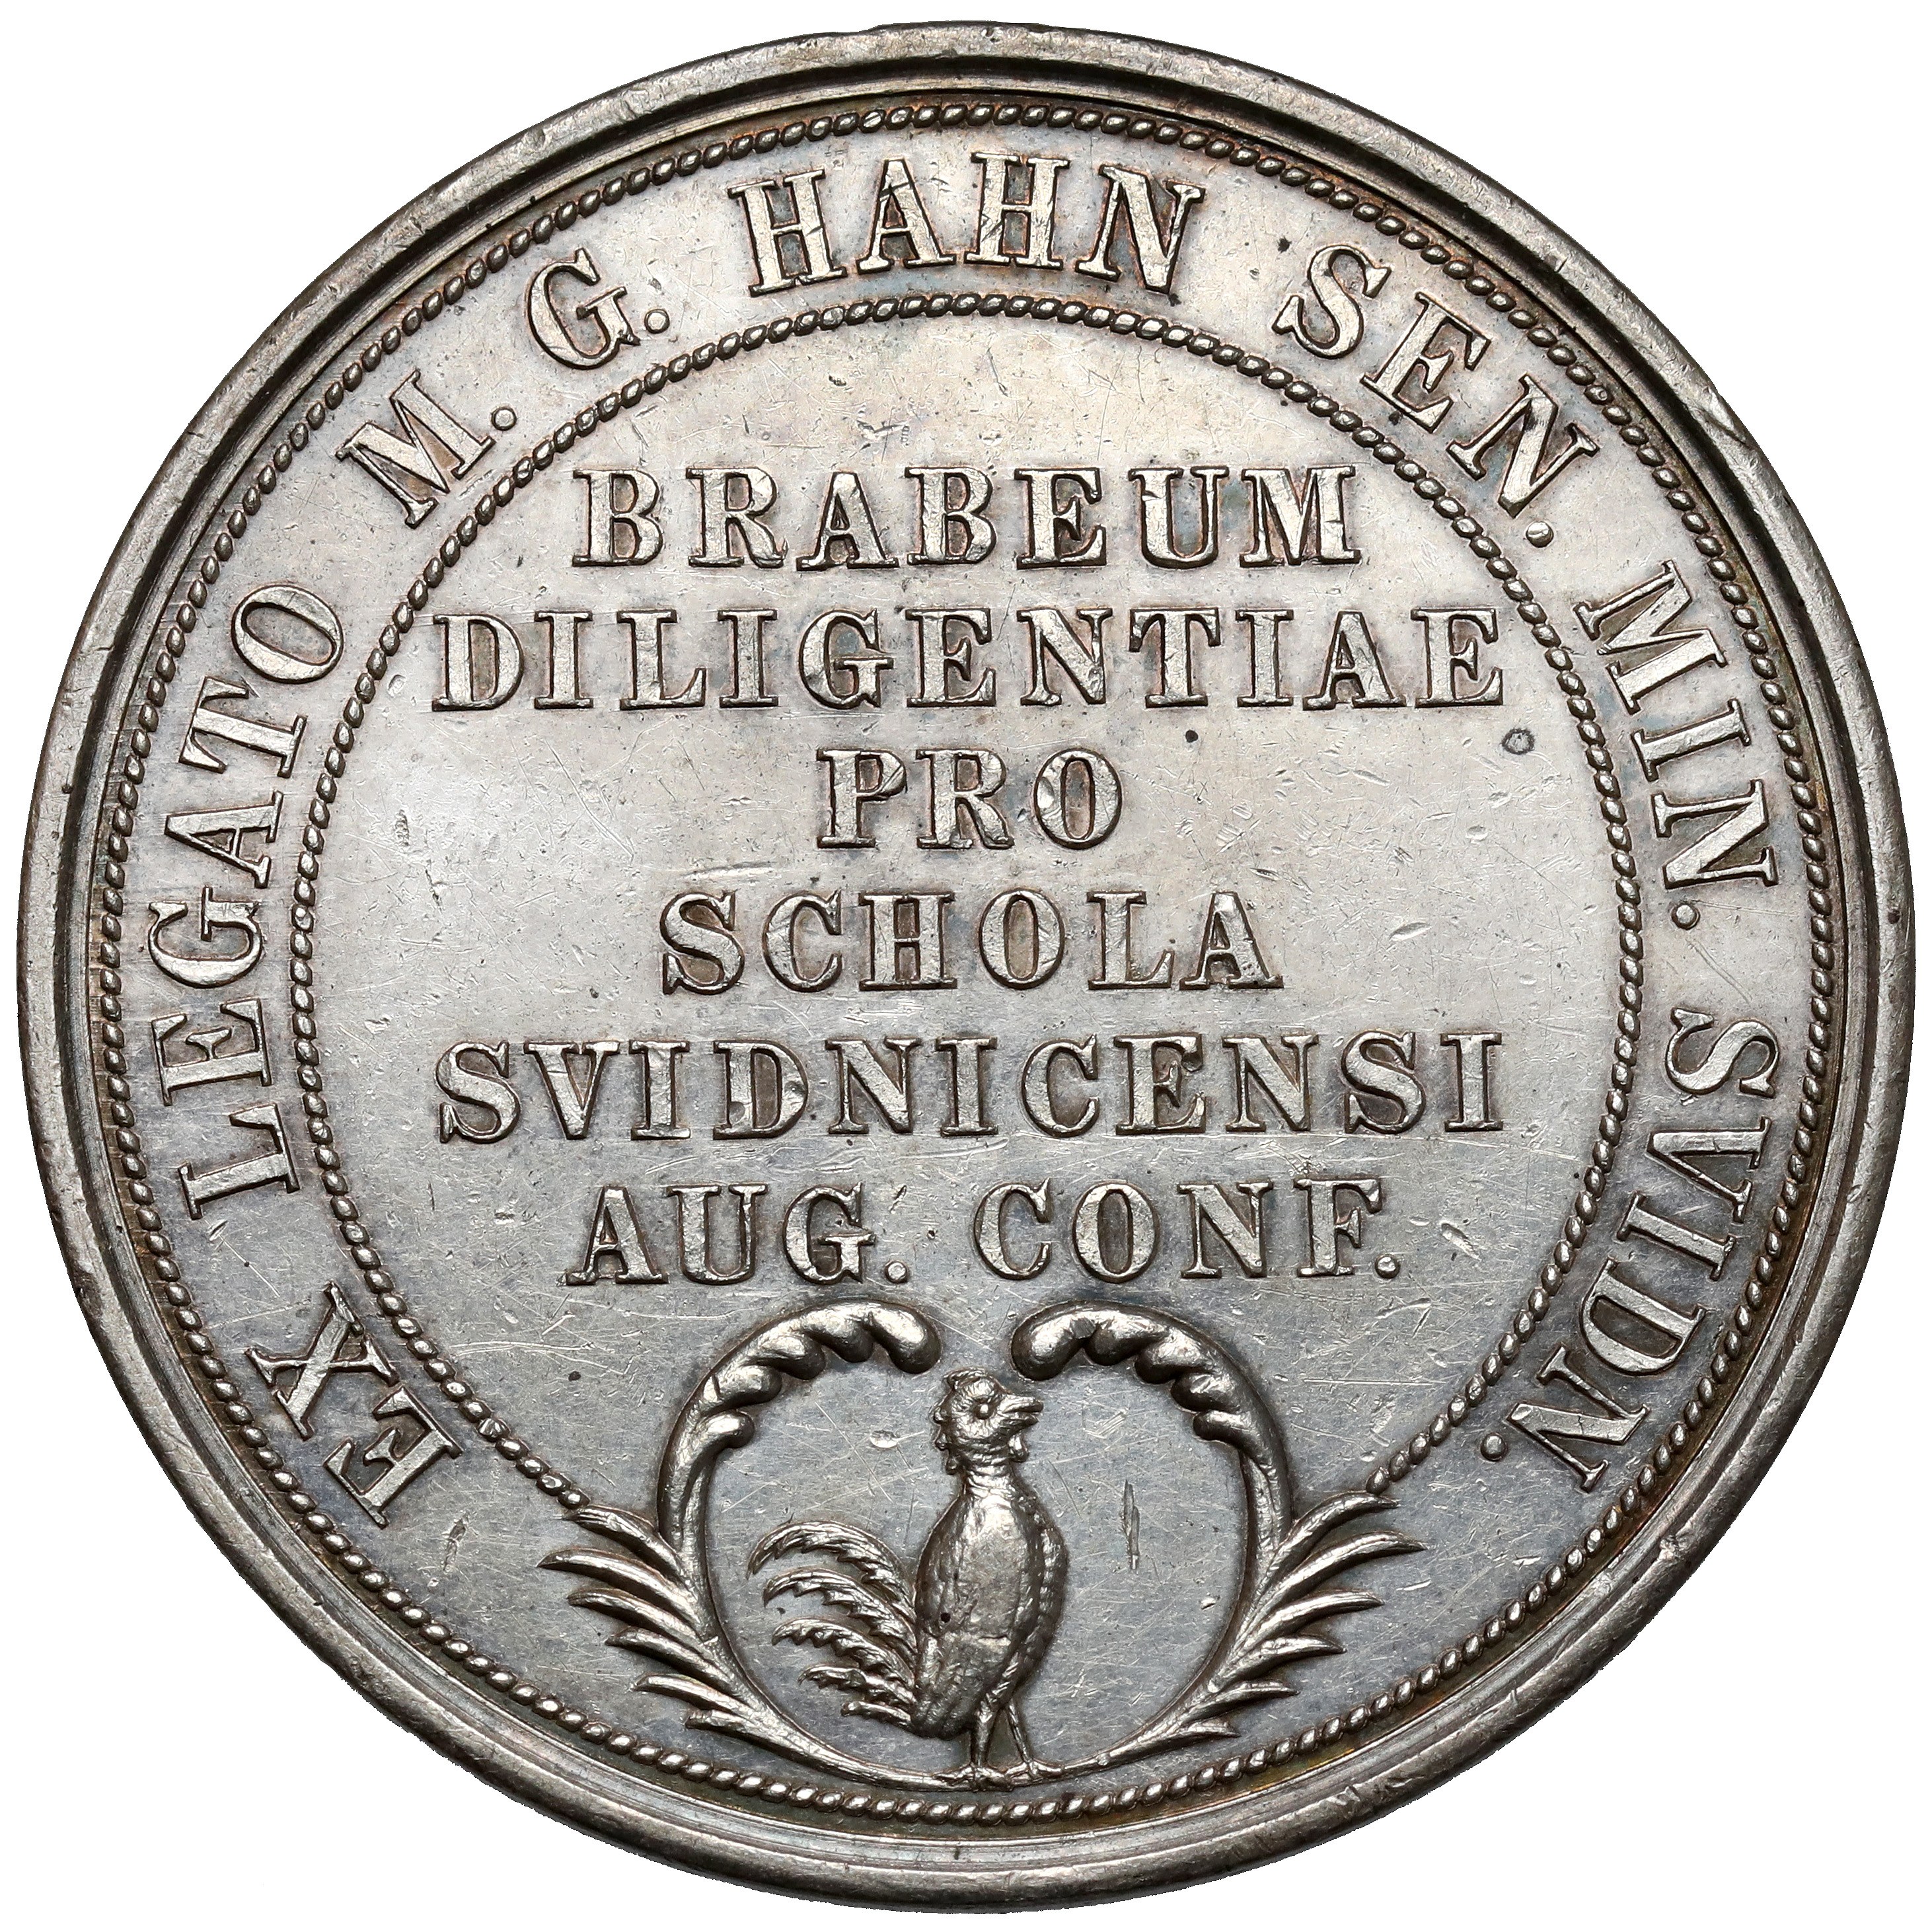 EX LEGATO M. G. HAHN SEN. MIN. SVIDN.
BRABEUM
DILIGENTIAE
PRO
SCHOLA
SVIDNICENSI
AUG. CONF.